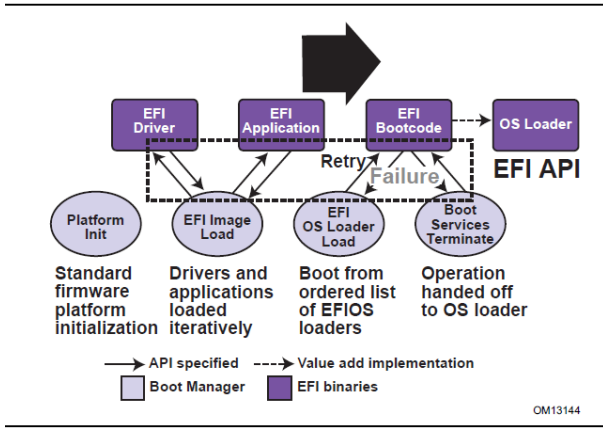 EFI
Driver
EFI
Application
EFI
Bootcode
OS Loader
Retry
Failure
EFI API
Platform
Init
EFI Image
Load
EFI
OS Loader
Load
Boot
Services
Terminate
Standard
firmware
platform
initialization
Drivers and
applications
loaded
iteratively
Boot from
ordered list
of EFIOS
loaders
Operation
handed off
to OS loader
API specified
Value add implementation
Boot Manager
EFI binaries
OM13144